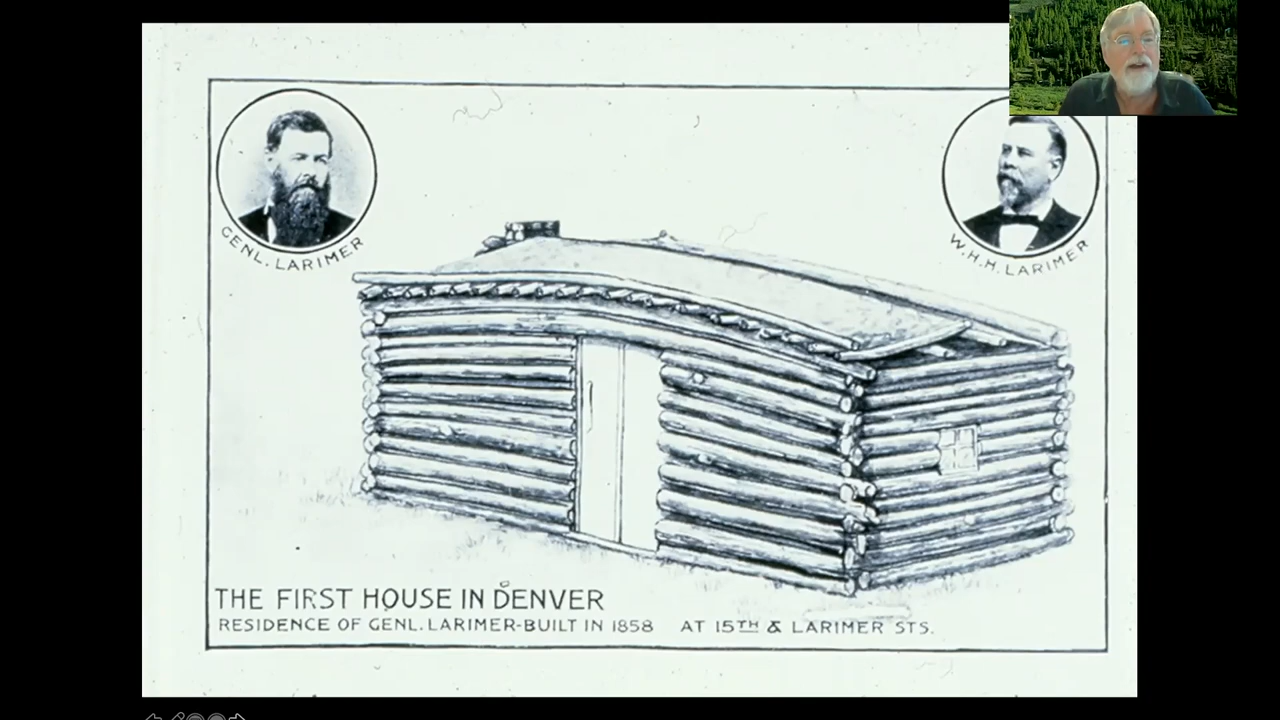 GENL. LARIMER
W.H.H. LARIMER
THE FIRST HOUSE IN DENVER
RESIDENCE OF GENL. LARIMER-BUILT IN 1858 AT 15TH & LARIMER STS.